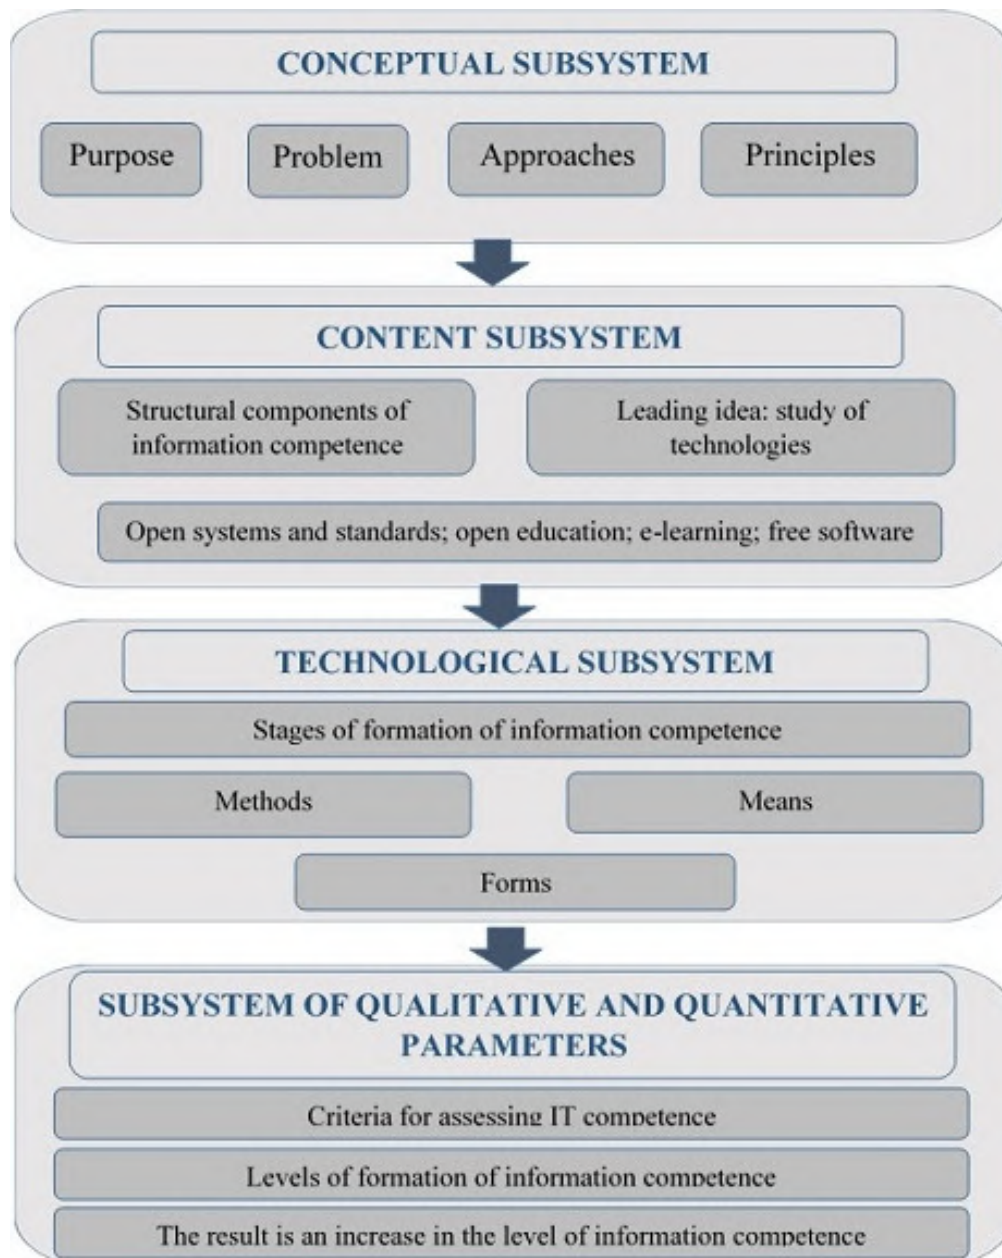 CONCEPTUAL SUBSYSTEM
Purpose
Problem
Approaches
Principles
CONTENT SUBSYSTEM
Structural components of
information competence
Leading idea: study of
technologies
Open systems and standards; open education; e-learning; free software
TECHNOLOGICAL SUBSYSTEM
Stages of formation of information competence
Methods
Means
Forms
SUBSYSTEM OF QUALITATIVE AND QUANTITATIVE
PARAMETERS
Criteria for assessing IT competence
Levels of formation of information competence
The result is an increase in the level of information competence